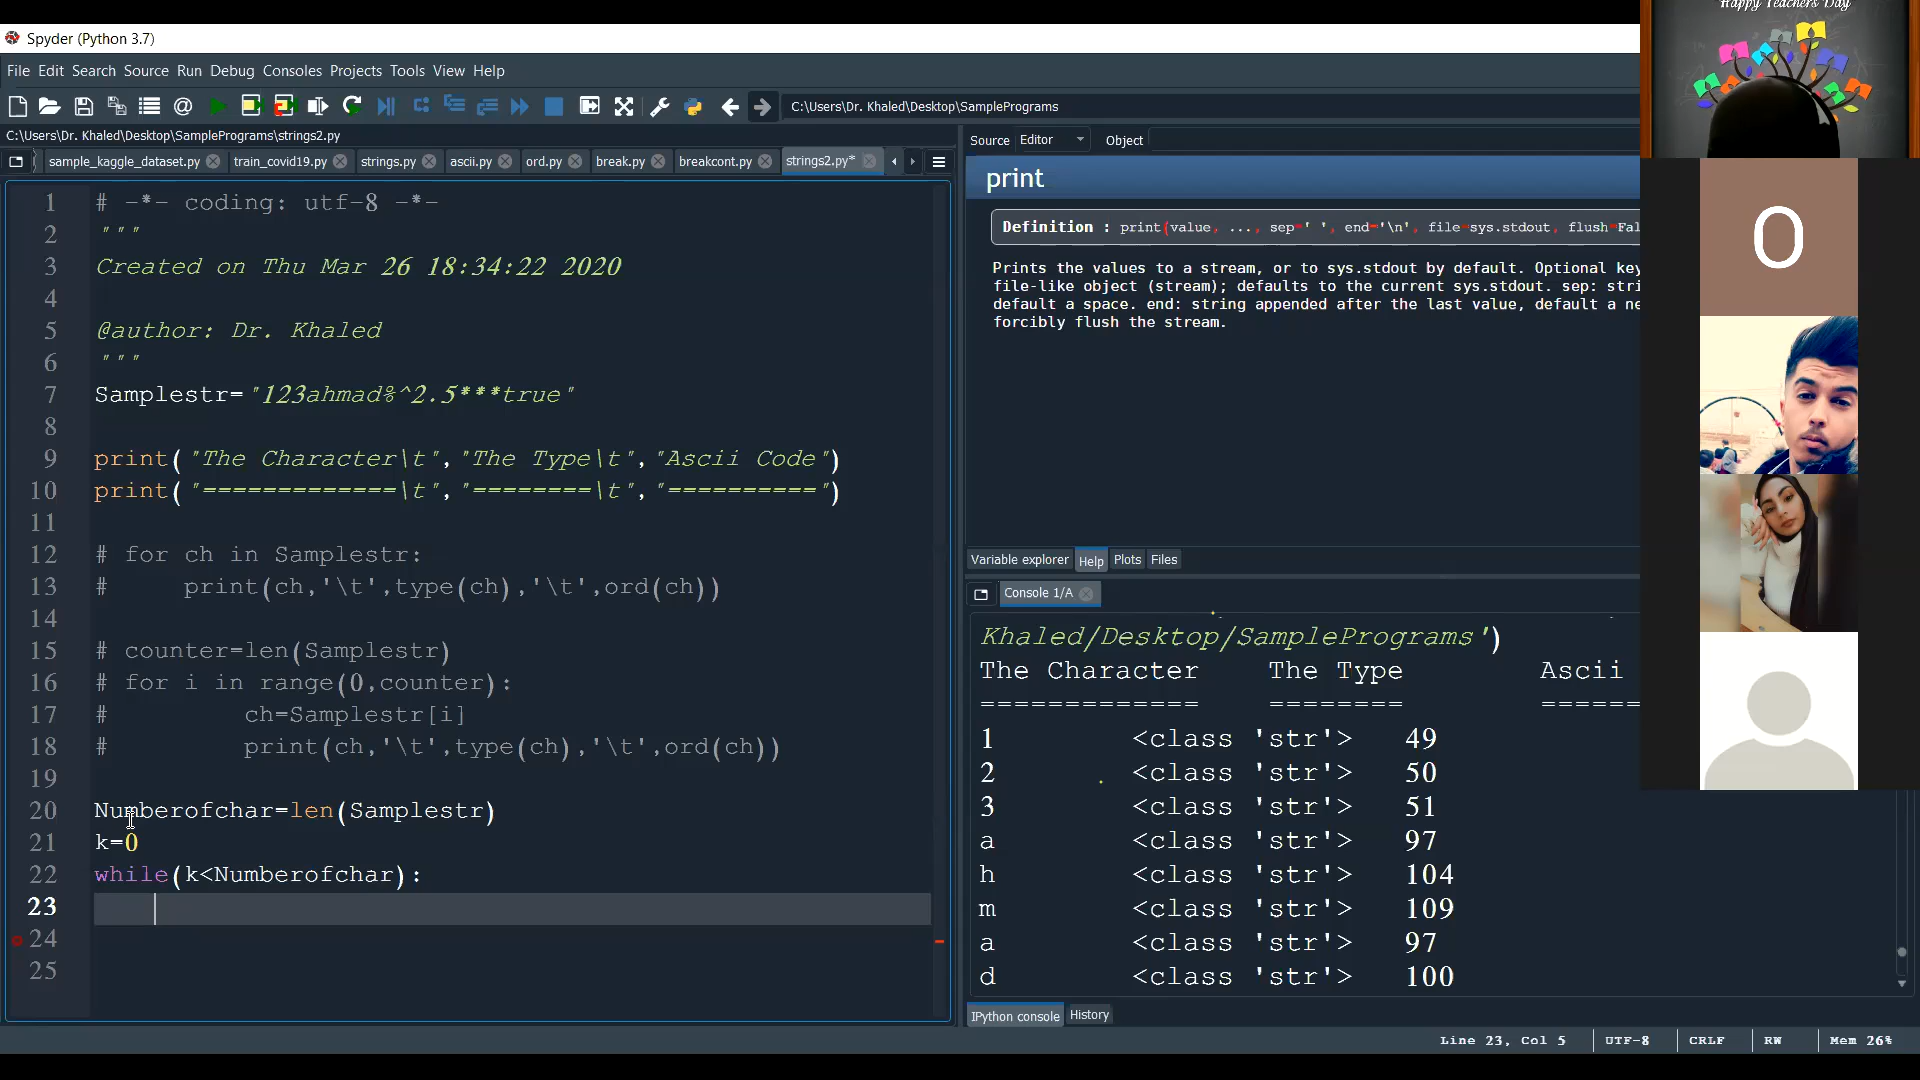 Happy Teachers Day
Spyder (Python 3.7)
File Edit Search Source Run Debug Consoles Projects Tools View Help
C:\Users\Dr. Khaled\Desktop\SamplePrograms
C:\Users\Dr. Khaled\Desktop\SamplePrograms\strings2.py
sample_kaggle_dataset.py train_covid19.py strings.py ascii.py ord.py break.py breakcont.py strings2.py*
1 # -*- coding: utf-8 -*-
2 """
3 Created on Thu Mar 26 18:34:22 2020
4
5 @author: Dr. Khaled
6 """
7 Samplestr="123ahmad%^2.5***true"
8
9 print("The Character\t","The Type\t","Ascii Code")
10 print("=============\t","========\t","==========")
11
12 # for ch in Samplestr:
13 #     print(ch,'\t',type(ch),'\t',ord(ch))
14
15 # counter=len(Samplestr)
16 # for i in range(0,counter):
17 #         ch=Samplestr[i]
18 #         print(ch,'\t',type(ch),'\t',ord(ch))
19
20 Numberofchar=len(Samplestr)
21 k=0
22 while(k<Numberofchar):
23
24
25
Source Editor Object
print
Definition : print(value, ..., sep=' ', end='\n', file=sys.stdout, flush=Fal
Prints the values to a stream, or to sys.stdout by default. Optional key
file-like object (stream); defaults to the current sys.stdout. sep: stri
default a space. end: string appended after the last value, default a ne
forcibly flush the stream.
Variable explorer Help Plots Files
Console 1/A
Khaled/Desktop/SamplePrograms')
The Character The Type Ascii
============= ======== ======
1 <class 'str'> 49
2 <class 'str'> 50
3 <class 'str'> 51
a <class 'str'> 97
h <class 'str'> 104
m <class 'str'> 109
a <class 'str'> 97
d <class 'str'> 100
IPython console History
Line 23, Col 5 UTF-8 CRLF RW Mem 26%
O